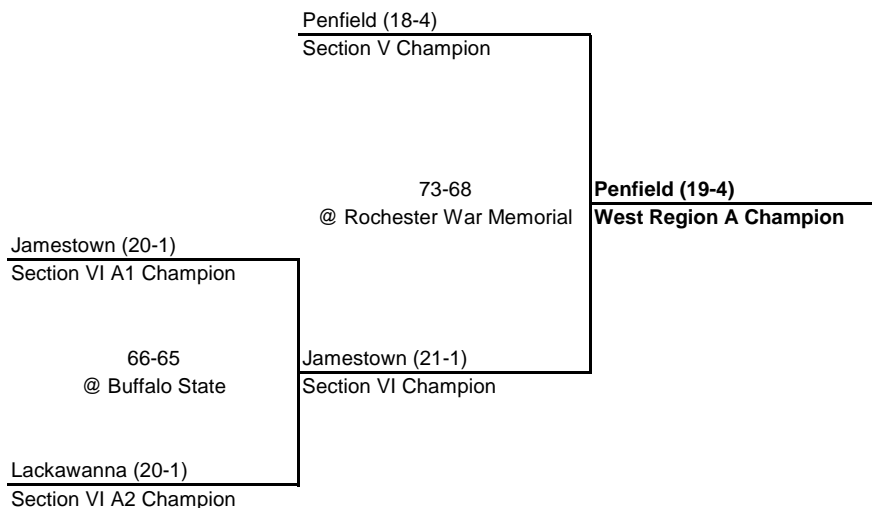 Penfield (18-4)
Section V Champion
73-68
@ Rochester War Memorial
Penfield (19-4)
West Region A Champion
Jamestown (20-1)
Section VI A1 Champion
66-65
@ Buffalo State
Jamestown (21-1)
Section VI Champion
Lackawanna (20-1)
Section VI A2 Champion